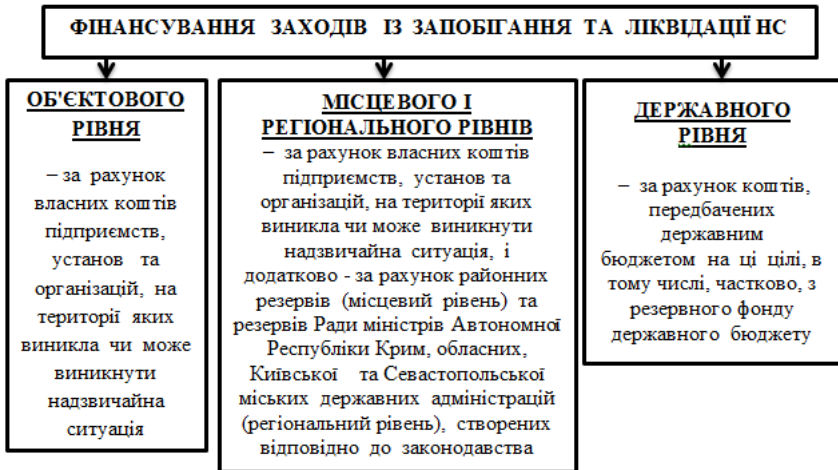 ФІНАНСУВАННЯ ЗАХОДІВ ІЗ ЗАПОБІГАННЯ ТА ЛІКВІДАЦІЇ НС
ОБ'ЄКТОВОГО
РІВНЯ
– за рахунок
власних коштів
підприємств,
установ та
організацій, на
території яких
виникла чи може
виникнути
надзвичайна
ситуація
МІСЦЕВОГО І
РЕГІОНАЛЬНОГО РІВНІВ
– за рахунок власних коштів
підприємств, установ та
організацій, на території яких
виникла чи може виникнути
надзвичайна ситуація, і
додатково - за рахунок районних
резервів (місцевий рівень) та
резервів Ради міністрів Автономної
Республіки Крим, обласних,
Київської та Севастопольської
міських державних адміністрацій
(регіональний рівень), створених
відповідно до законодавства
ДЕРЖАВНОГО
РІВНЯ
– за рахунок коштів,
передбачених
державним
бюджетом на ці цілі, в
тому числі, частково, з
резервного фонду
державного бюджету